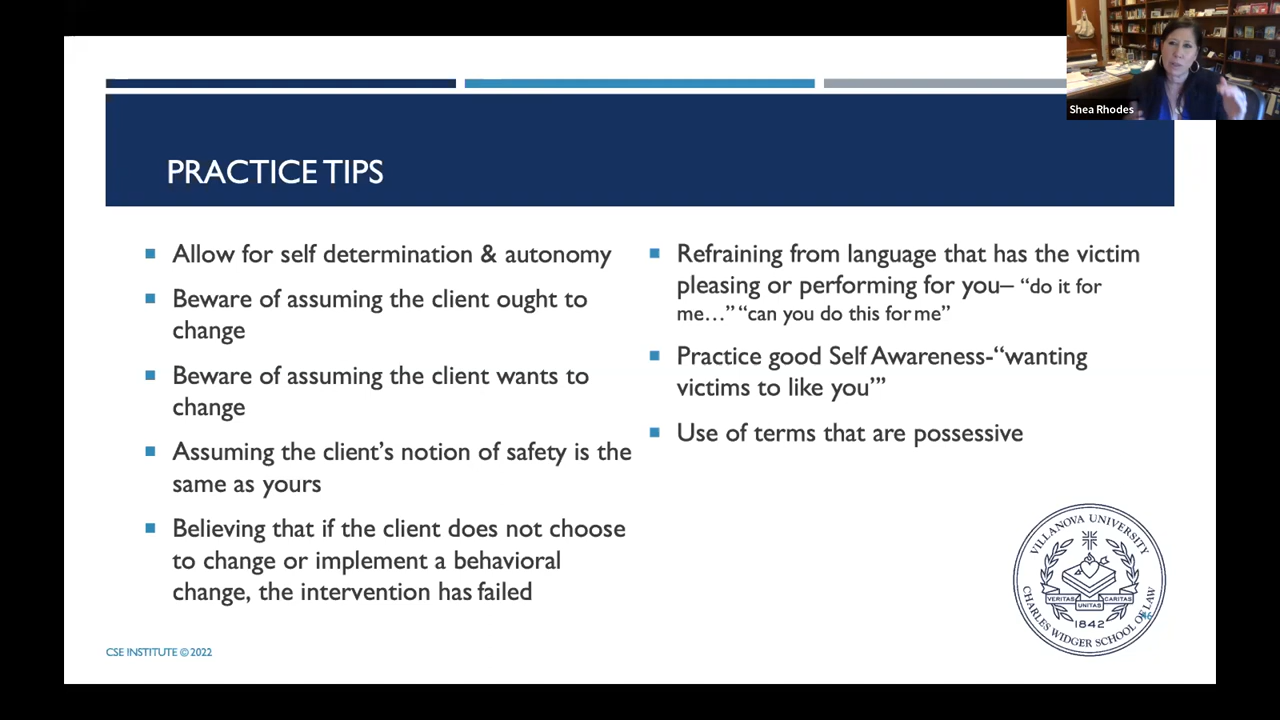 Shea Rhodes
PRACTICE TIPS
Allow for self determination & autonomy
Beware of assuming the client ought to
change
Beware of assuming the client wants to
change
Assuming the client’s notion of safety is the
same as yours
Believing that if the client does not choose
to change or implement a behavioral
change, the intervention has failed
Refraining from language that has the victim
pleasing or performing for you– “do it for
me…” “can you do this for me”
Practice good Self Awareness-“wanting
victims to like you’”
Use of terms that are possessive
VILLANOVA UNIVERSITY
VERITAS
UNITAS
CARITAS
1842
CHARLES WIDGER SCHOOL OF LAW
CSE INSTITUTE © 2022